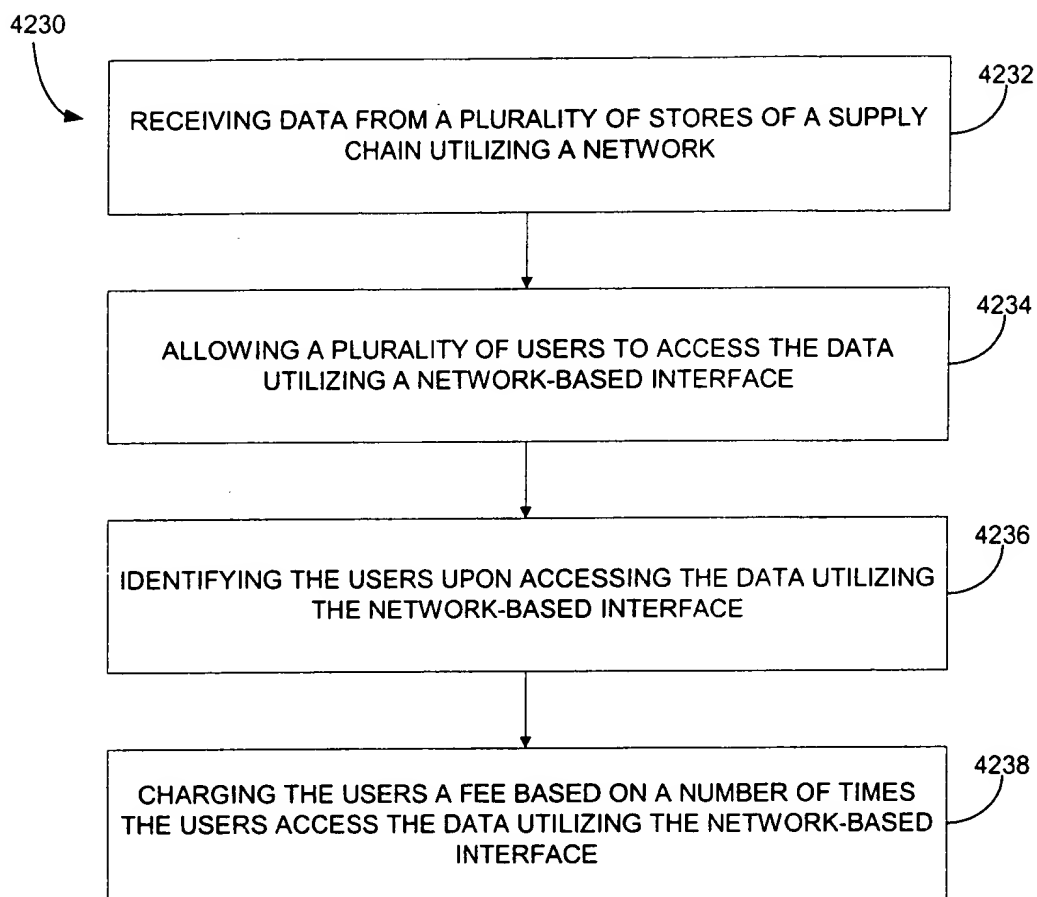 4230
4232
RECEIVING DATA FROM A PLURALITY OF STORES OF A SUPPLY
CHAIN UTILIZING A NETWORK
4234
ALLOWING A PLURALITY OF USERS TO ACCESS THE DATA
UTILIZING A NETWORK-BASED INTERFACE
4236
IDENTIFYING THE USERS UPON ACCESSING THE DATA UTILIZING
THE NETWORK-BASED INTERFACE
4238
CHARGING THE USERS A FEE BASED ON A NUMBER OF TIMES
THE USERS ACCESS THE DATA UTILIZING THE NETWORK-BASED
INTERFACE